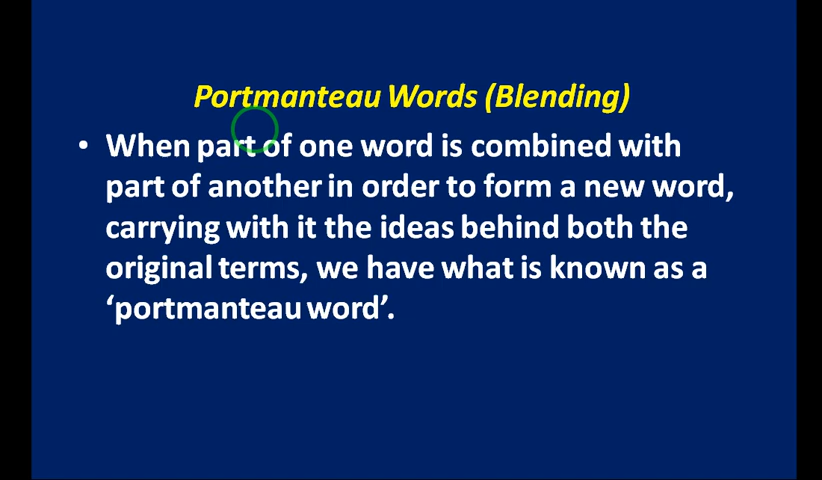 Portmanteau Words (Blending)
• When part of one word is combined with
part of another in order to form a new word,
carrying with it the ideas behind both the
original terms, we have what is known as a
‘portmanteau word’.